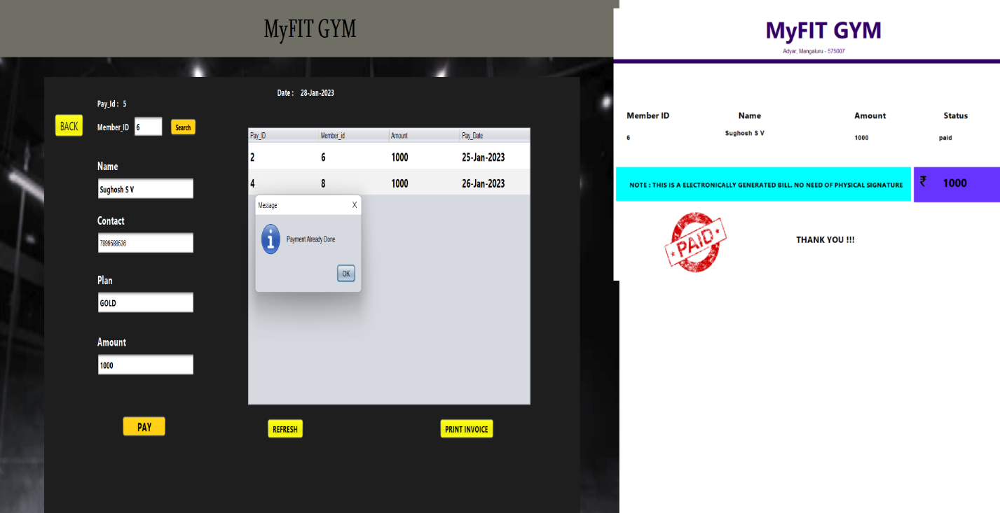 MyFIT GYM
Date : 28-Jan-2023
Pay_Id : 5
BACK
Member_ID 6 Search
Name
Sughosh S V
Contact
7899588536
Plan
GOLD
Amount
1000
PAY
Pay_ID Member_id Amount Pay_Date
2 6 1000 25-Jan-2023
4 8 1000 26-Jan-2023
Message X
Payment Already Done
OK
REFRESH PRINT INVOICE
MyFIT GYM
Adyar, Mangaluru - 575007
Member ID Name Amount Status
6 Sughosh S V 1000 paid
NOTE : THIS IS A ELECTRONICALLY GENERATED BILL. NO NEED OF PHYSICAL SIGNATURE ₹ 1000
PAID
THANK YOU !!!